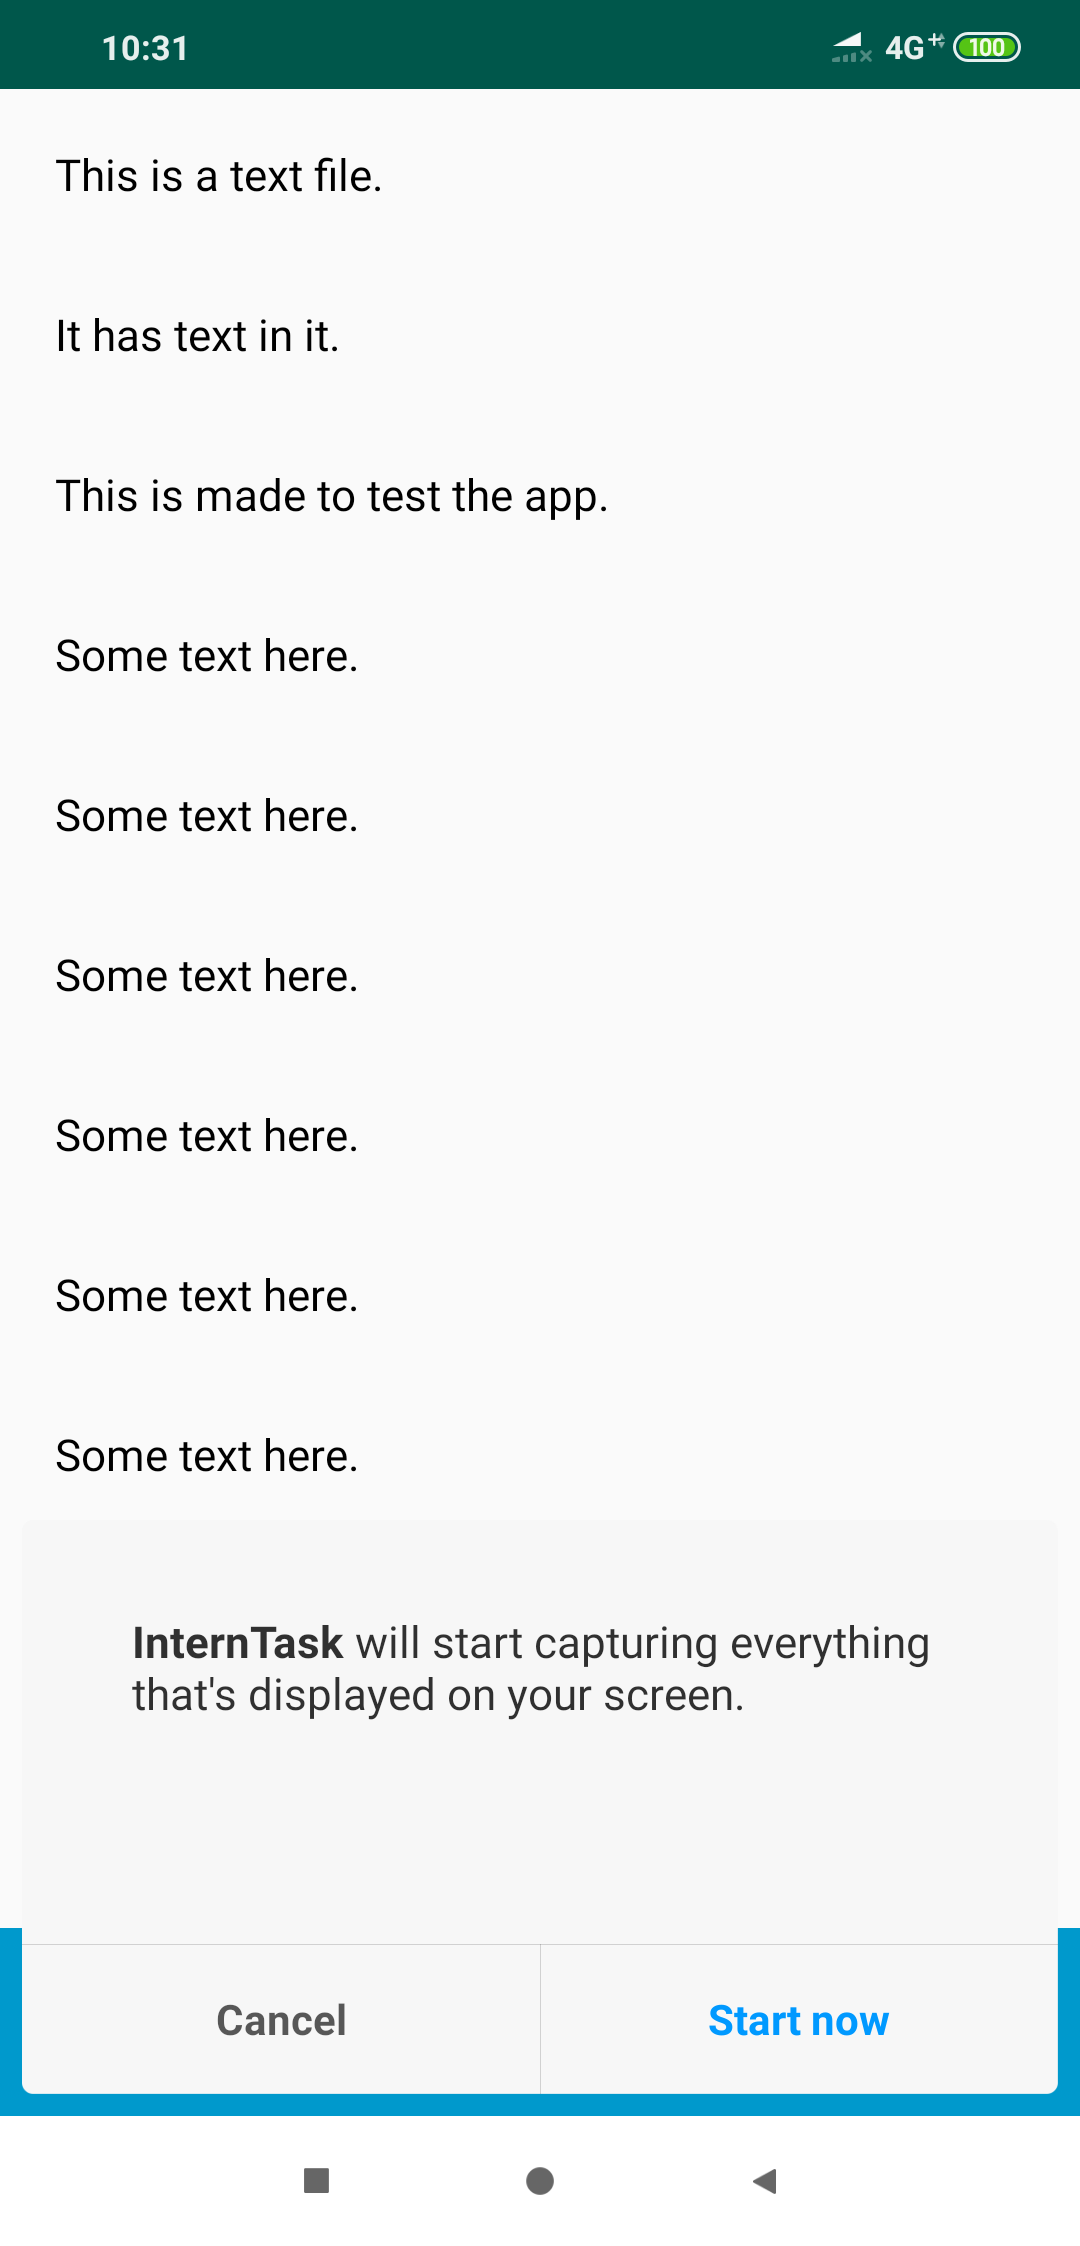 10:31
4G+ 100
This is a text file.
It has text in it.
This is made to test the app.
Some text here.
Some text here.
Some text here.
Some text here.
Some text here.
Some text here.
InternTask will start capturing everything
that's displayed on your screen.
Cancel
Start now